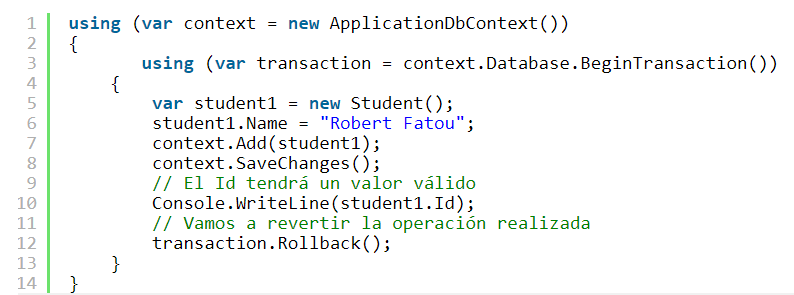 1 using (var context = new ApplicationDbContext())
2 {
3 using (var transaction = context.Database.BeginTransaction())
4 {
5 var student1 = new Student();
6 student1.Name = "Robert Fatou";
7 context.Add(student1);
8 context.SaveChanges();
9 // El Id tendrá un valor válido
10 Console.WriteLine(student1.Id);
11 // Vamos a revertir la operación realizada
12 transaction.Rollback();
13 }
14 }